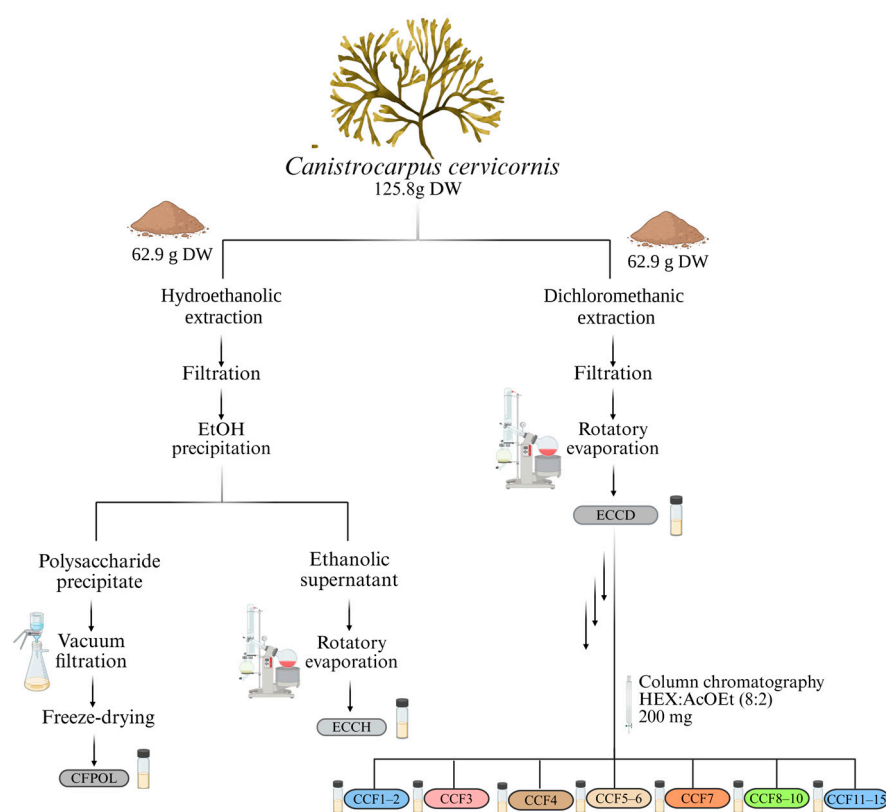 Canistrocarpus cervicornis
125.8g DW
62.9 g DW
62.9 g DW
Hydroethanolic
extraction
Filtration
EtOH
precipitation
Polysaccharide
precipitate
Vacuum
filtration
Freeze-drying
CFPOL
Ethanolic
supernatant
Rotatory
evaporation
ECCH
Dichloromethanic
extraction
Filtration
Rotatory
evaporation
ECCD
Column chromatography
HEX:AcOEt (8:2)
200 mg
CCF1–2
CCF3
CCF4
CCF5–6
CCF7
CCF8–10
CCF11–15